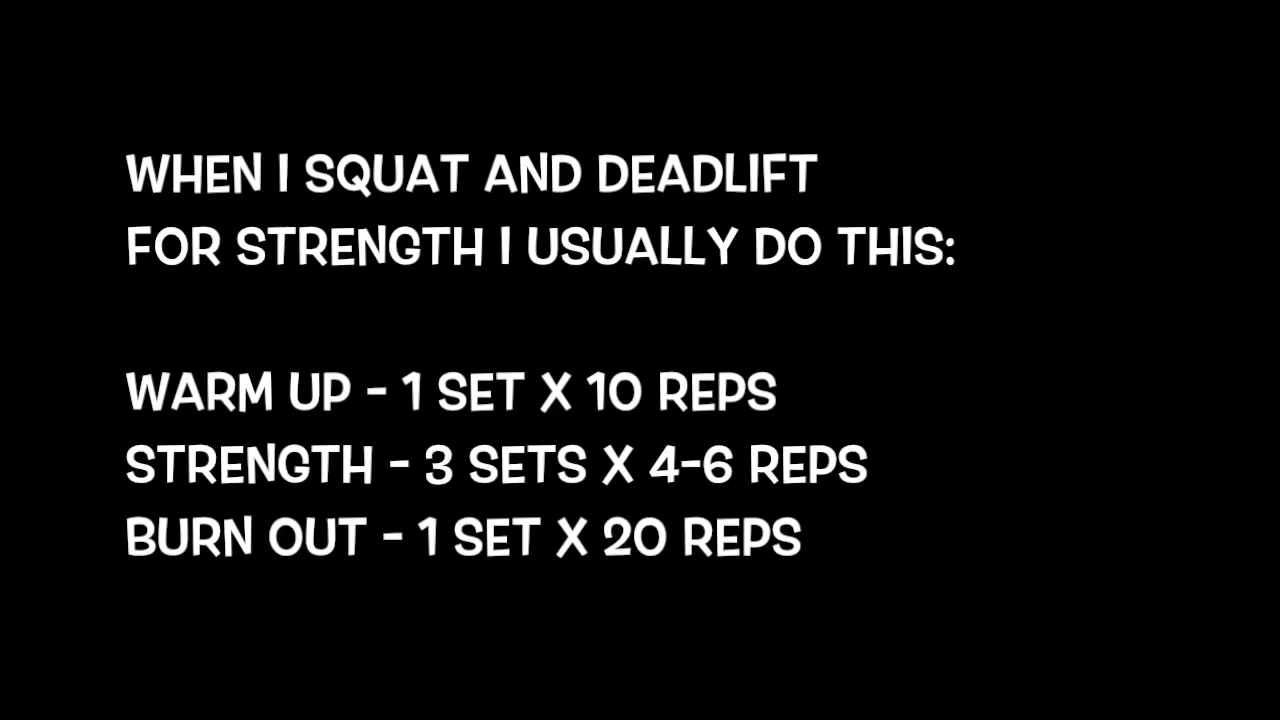 WHEN I SQUAT AND DEADLIFT
FOR STRENGTH I USUALLY DO THIS:
WARM UP - 1 SET X 10 REPS
STRENGTH - 3 SETS X 4-6 REPS
BURN OUT - 1 SET X 20 REPS